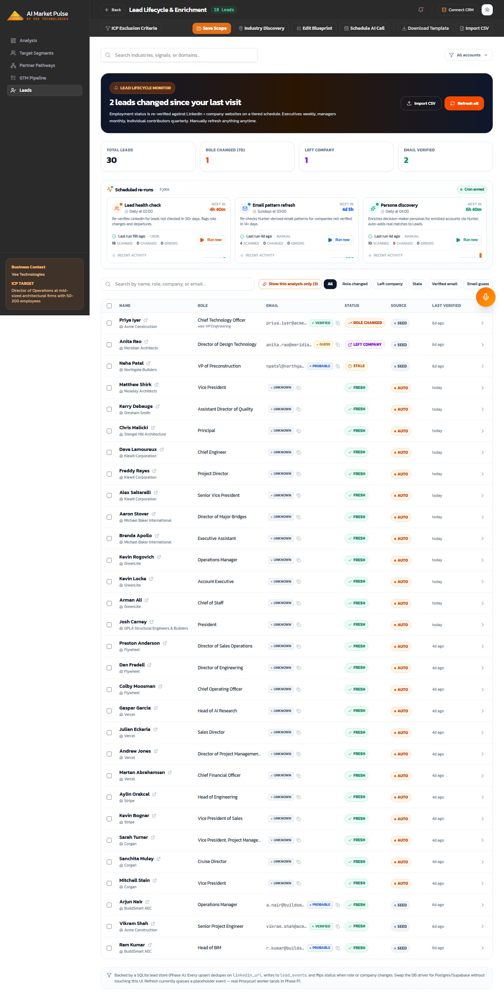 AI Market Pulse
BY VEE TECHNOLOGIES
Analysis
Target Segments
Partner Pathways
GTM Pipeline
Leads
Business Context
Vee Technologies
ICP TARGET
Director of Operations at mid-
sized architectural firms with 50-
200 employees
Back
Lead Lifecycle & Enrichment
10 Leads
Connect CRM
ICP Exclusion Criteria
Save Scope
Industry Discovery
Edit Blueprint
Schedule AI Call
Download Template
Import CSV
Search industries, signals, or domains...
All accounts
LEAD LIFECYCLE MONITOR
2 leads changed since your last visit
Employment status is re-verified against LinkedIn + company websites on a tiered schedule. Executives weekly, managers
monthly, individual contributors quarterly. Manually refresh anything anytime.
Import CSV
Refresh all
TOTAL LEADS
30
ROLE CHANGED (7D)
1
LEFT COMPANY
1
EMAIL VERIFIED
2
Scheduled re-runs · 3 jobs
Cron armed
Lead health check
Daily at 02:00
NEXT IN
4h 40m
Re-verifies LinkedIn for leads not checked in 30+ days; flags role
changes and departures.
Last run 19h ago · CRON
18 SCANNED 0 CHANGED 0 ERRORS
Run now
RECENT ACTIVITY
Email pattern refresh
Sundays at 03:00
NEXT IN
4d 5h
Re-checks Hunter-derived email patterns for companies not verified
in 14+ days.
Last run 4d ago · MANUAL
4 SCANNED 0 CHANGED 0 ERRORS
Run now
RECENT ACTIVITY
Persona discovery
Daily at 04:00
NEXT IN
6h 40m
Enriches decision-maker personas for enrolled accounts via Hunter;
auto-adds real matches to Leads.
Last run 4d ago · MANUAL
10 SCANNED 6 CHANGED 0 ERRORS
Run now
RECENT ACTIVITY
Search by name, role, company, or email...
Show this analysis only (3)
All
Role changed
Left company
Stale
Verified email
Email guess
NAME ROLE EMAIL STATUS SOURCE LAST VERIFIED
Priya Iyer Chief Technology Officer priya.iyer@acme… VERIFIED ROLE CHANGED SEED 6d ago
Acme Construction was: VP Engineering
Anita Rao Director of Design Technology anita.rao@meridia… GUESS LEFT COMPANY SEED 6d ago
Meridian Architects
Neha Patel VP of Preconstruction npatel@northga… PROBABLE STALE SEED 6d ago
Northgate Builders
Matthew Shirk Vice President UNKNOWN FRESH AUTO today
Moseley Architects
Kerry Debauge Assistant Director of Quality UNKNOWN FRESH AUTO today
Gresham Smith
Chris Malicki Principal UNKNOWN FRESH AUTO today
Stengel Hill Architecture
Dave Lamoureux Chief Engineer UNKNOWN FRESH AUTO today
Kiewit Corporation
Freddy Rayes Project Director UNKNOWN FRESH AUTO today
Kiewit Corporation
Alex Saltarelli Senior Vice President UNKNOWN FRESH AUTO today
Kiewit Corporation
Aaron Stover Director of Major Bridges UNKNOWN FRESH AUTO today
Michael Baker International
Brenda Apollo Executive Assistant UNKNOWN FRESH AUTO today
Michael Baker International
Kevin Rogovich Operations Manager UNKNOWN FRESH AUTO today
GreenLite
Kevin Locke Account Executive UNKNOWN FRESH AUTO today
GreenLite
Arman Ali Chief of Staff UNKNOWN FRESH AUTO today
GreenLite
Josh Carney President UNKNOWN FRESH AUTO today
GPLA Structural Engineers & Builders
Preston Anderson Director of Sales Operations UNKNOWN FRESH AUTO 4d ago
Flywheel
Dan Fredell Director of Engineering UNKNOWN FRESH AUTO 4d ago
Flywheel
Colby Moosman Chief Operating Officer UNKNOWN FRESH AUTO 4d ago
Flywheel
Gaspar Garcia Head of AI Research UNKNOWN FRESH AUTO 4d ago
Vercel
Julian Eckerle Sales Director UNKNOWN FRESH AUTO 4d ago
Vercel
Andrew Jones Director of Project Managemen… UNKNOWN FRESH AUTO 4d ago
Vercel
Marten Abrahamsen Chief Financial Officer UNKNOWN FRESH AUTO 4d ago
Vercel
Aylin Orakcal Head of Engineering UNKNOWN FRESH AUTO 4d ago
Stripe
Kevin Bognar Vice President of Sales UNKNOWN FRESH AUTO 4d ago
Stripe
Sarah Turner Vice President, Project Manage… UNKNOWN FRESH AUTO 4d ago
Corgan
Sanchita Muley Cruise Director UNKNOWN FRESH AUTO 4d ago
Corgan
Mitchell Stein Vice President UNKNOWN FRESH AUTO 4d ago
Corgan
Arjun Nair Operations Manager a.nair@buildsm… PROBABLE FRESH SEED 6d ago
BuildSmart AEC
Vikram Shah Senior Project Engineer vikram.shah@acm… VERIFIED FRESH SEED 6d ago
Acme Construction
Ram Kumar Head of BIM r.kumar@builds… PROBABLE FRESH SEED 6d ago
BuildSmart AEC
Backed by a SQLite lead store (Phase A). Every upsert dedupes on linkedin_url, writes to lead_events, and flips status when role or company changes. Swap the DB driver for Postgres/Supabase without
touching this UI. Refresh currently queues a placeholder event — real Proxycurl worker lands in Phase P1.